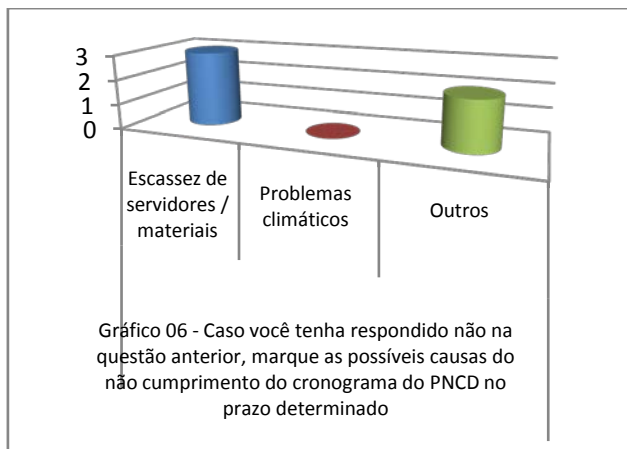 3
2
1
0
Escassez de
servidores /
materiais
Problemas
climáticos
Outros
Gráfico 06 - Caso você tenha respondido não na
questão anterior, marque as possíveis causas do
não cumprimento do cronograma do PNCD no
prazo determinado